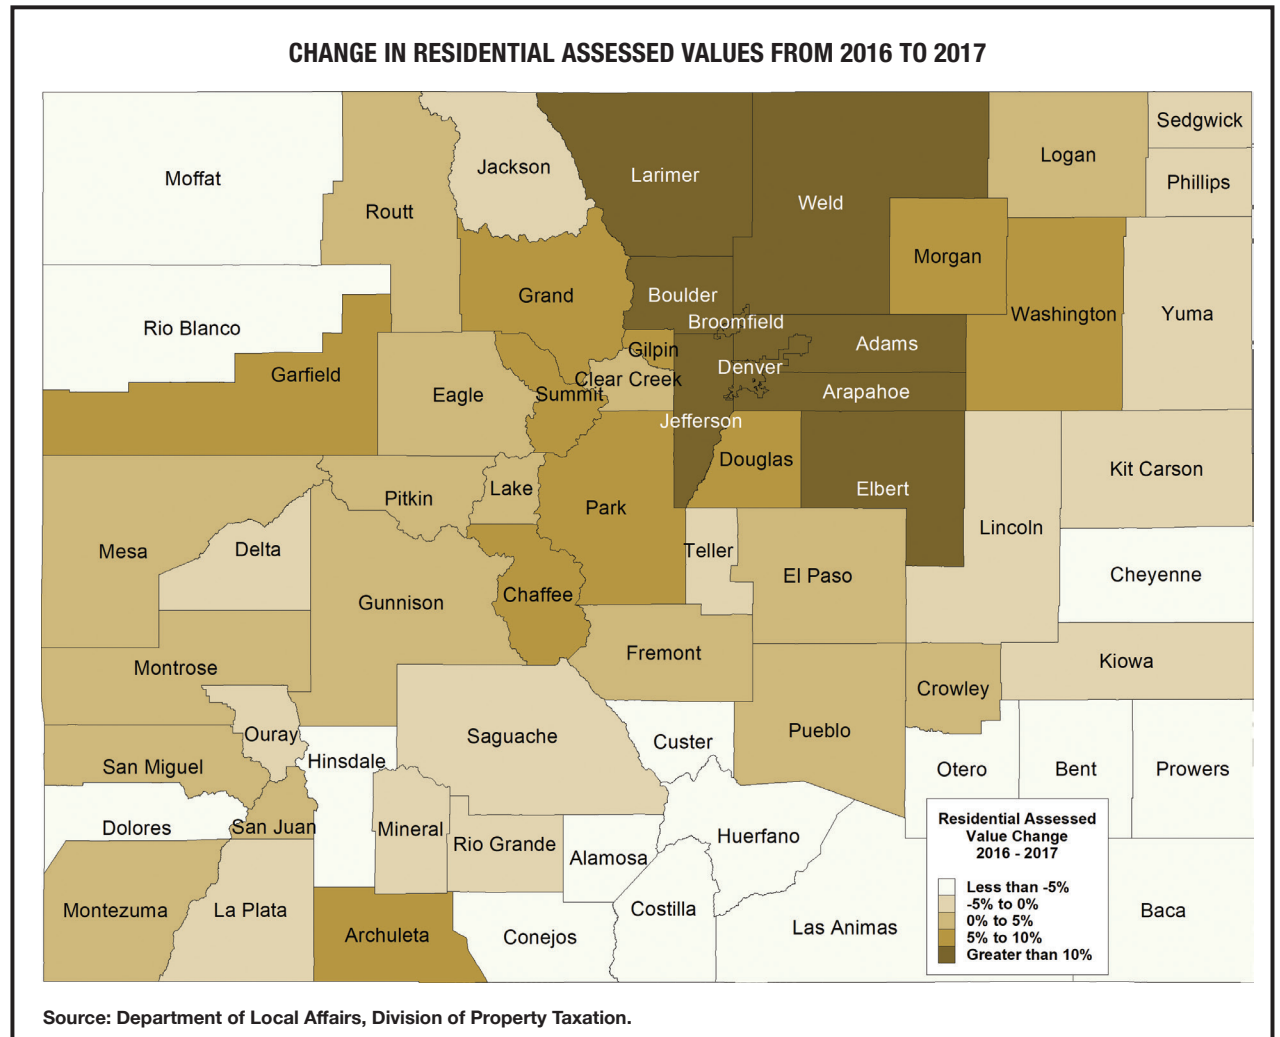 CHANGE IN RESIDENTIAL ASSESSED VALUES FROM 2016 TO 2017
Sedgwick
Logan
Jackson
Larimer
Moffat
Phillips
Weld
Routt
Morgan
Grand
Boulder
Washington
Yuma
Rio Blanco
Broomfield
Adams
Gilpin
Denver
Garfield
Clear Creek
Eagle
Summit
Arapahoe
Jefferson
Douglas
Kit Carson
Lake
Elbert
Pitkin
Park
Lincoln
Mesa
Delta
Teller
El Paso
Cheyenne
Chaffee
Gunnison
Fremont
Kiowa
Montrose
Crowley
Ouray
Saguache
Pueblo
Custer
Hinsdale
San Miguel
Otero
Bent
Prowers
Dolores
San Juan
Mineral
Huerfano
Rio Grande
Alamosa
Montezuma
La Plata
Costilla
Baca
Archuleta
Conejos
Las Animas
Residential Assessed
Value Change
2016 - 2017
Less than -5%
-5% to 0%
0% to 5%
5% to 10%
Greater than 10%
Source: Department of Local Affairs, Division of Property Taxation.